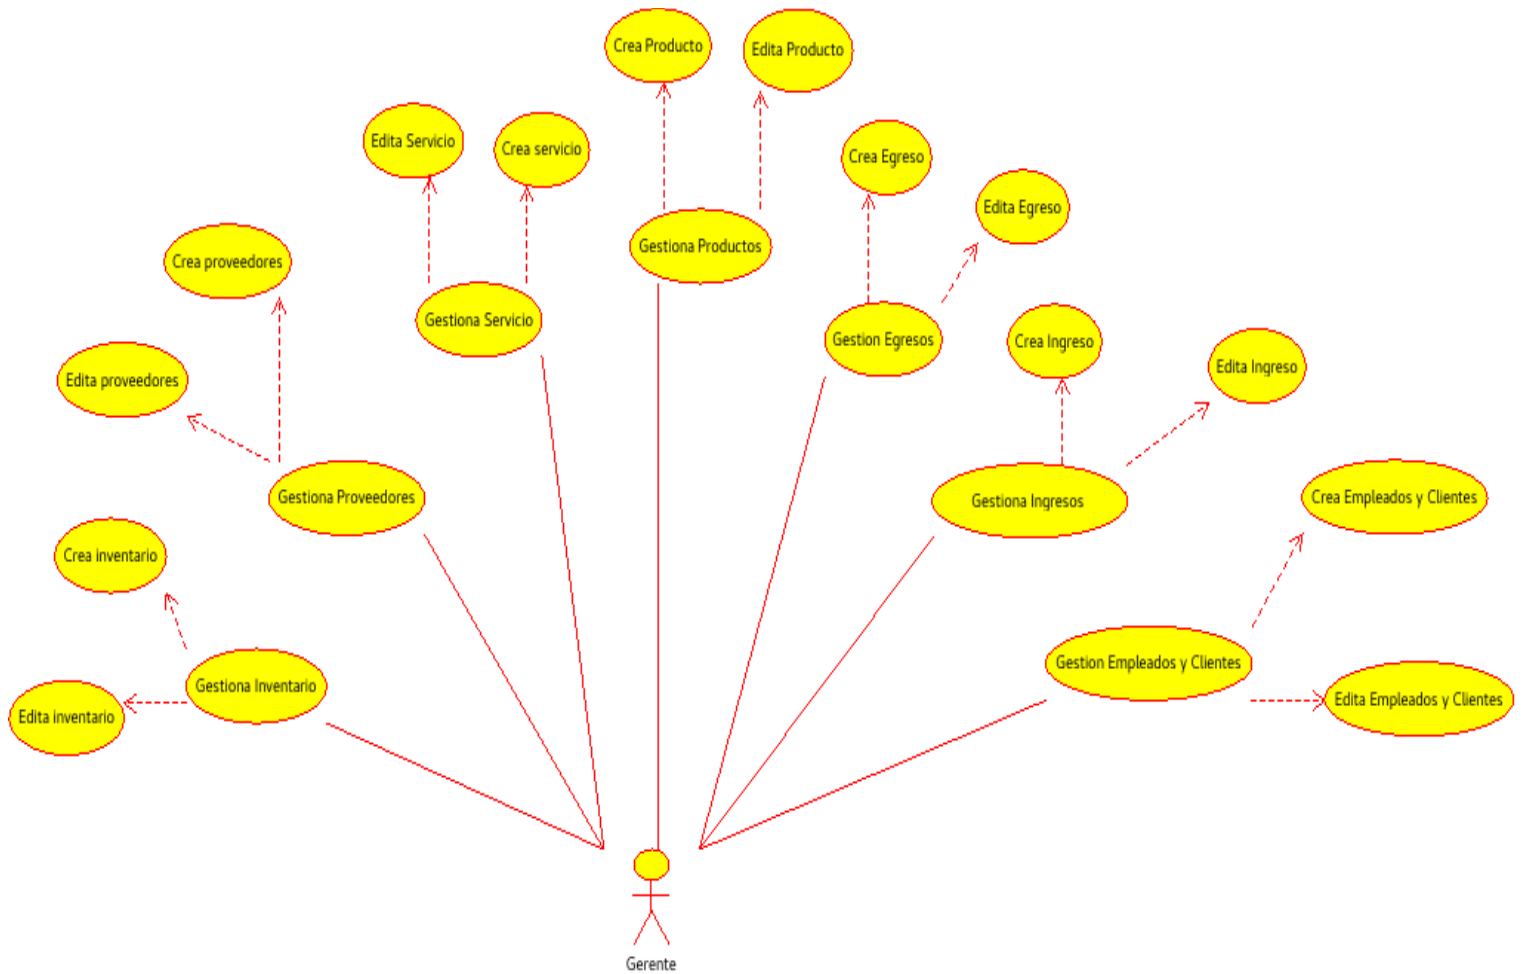 Crea Producto
Edita Producto
Edita Servicio
Crea servicio
Crea Egreso
Edita Egreso
Gestiona Productos
Crea proveedores
Gestiona Servicio
Gestion Egresos
Crea Ingreso
Edita Ingreso
Edita proveedores
Gestiona Proveedores
Gestiona Ingresos
Crea Empleados y Clientes
Crea inventario
Gestion Empleados y Clientes
Gestiona Inventario
Edita inventario
Edita Empleados y Clientes
Gerente